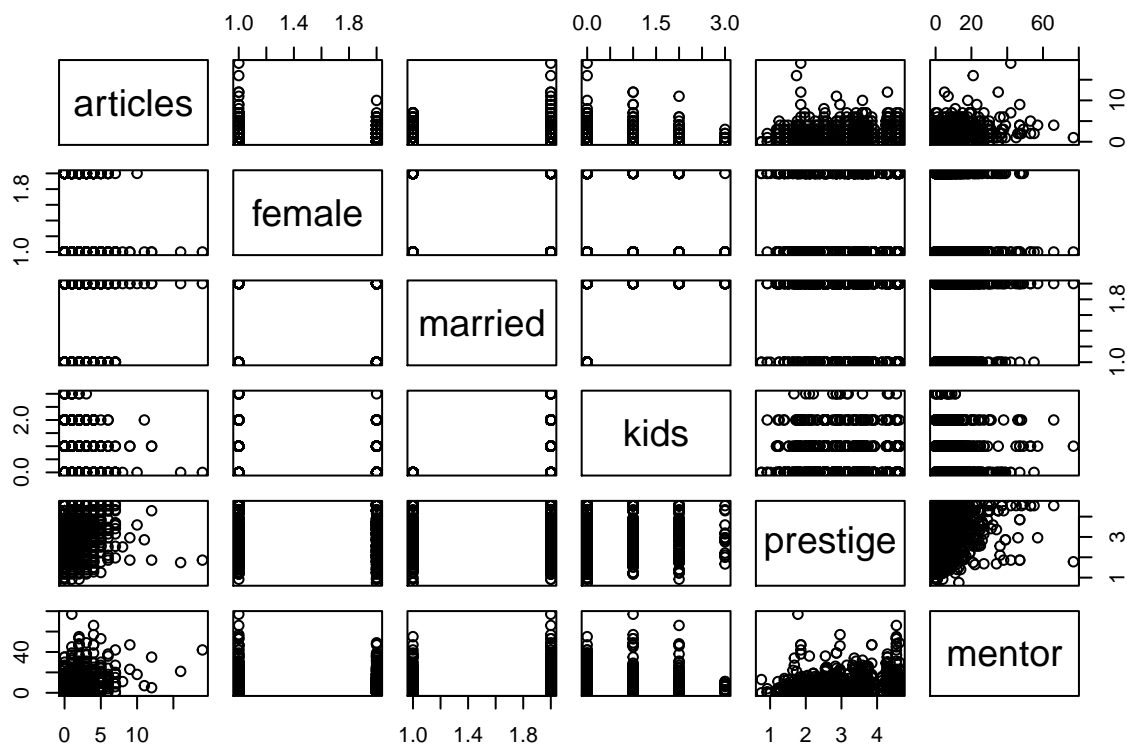 1.0 1.4 1.8 0.0 1.5 3.0 0 20 60
articles 0 10
1.0 1.8 female
married 1.0 1.8
0.0 2.0 kids
prestige 1 3
0 40 mentor
0 5 10 1.0 1.4 1.8 1 2 3 4